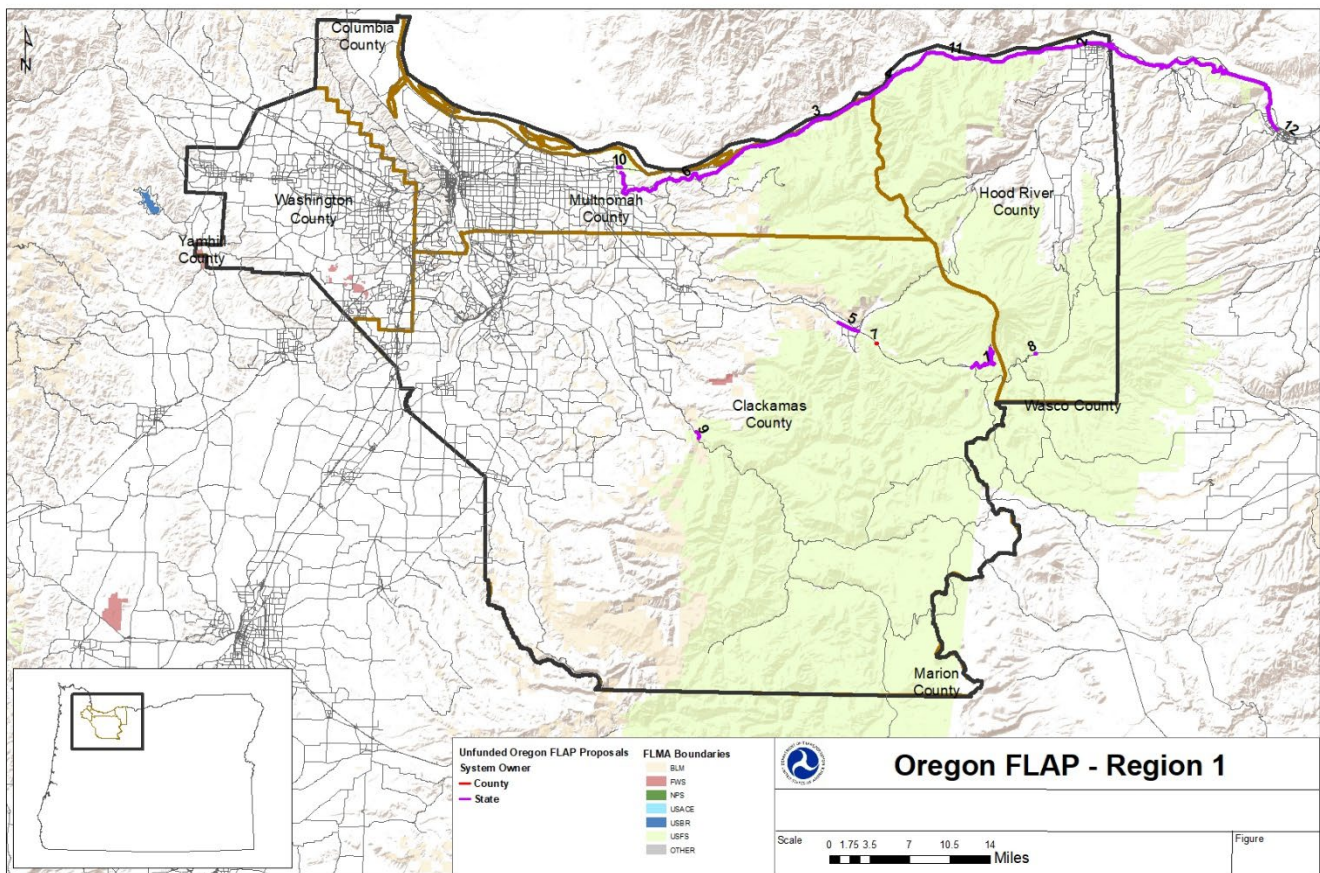 Columbia
County
N
2
11
3
12
10
6
Hood River
County
Washington
County
Multnomah
County
Yamhill
County
5
7
8
1
Clackamas
County
Wasco County
9
Marion
County
Unfunded Oregon FLAP Proposals
System Owner
County
State
FLMA Boundaries
BLM
FWS
NPS
USACE
USBR
USFS
OTHER
Oregon FLAP - Region 1
Scale
0 1.75 3.5 7 10.5 14
Miles
Figure